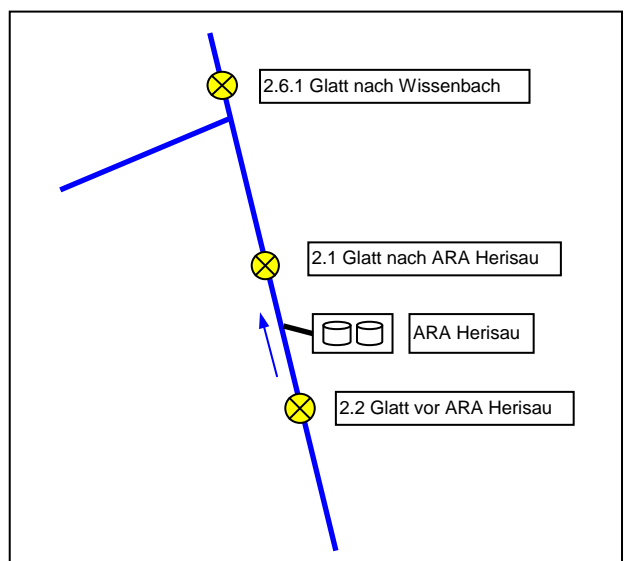 2.6.1 Glatt nach Wissenbach
2.1 Glatt nach ARA Herisau
ARA Herisau
2.2 Glatt vor ARA Herisau